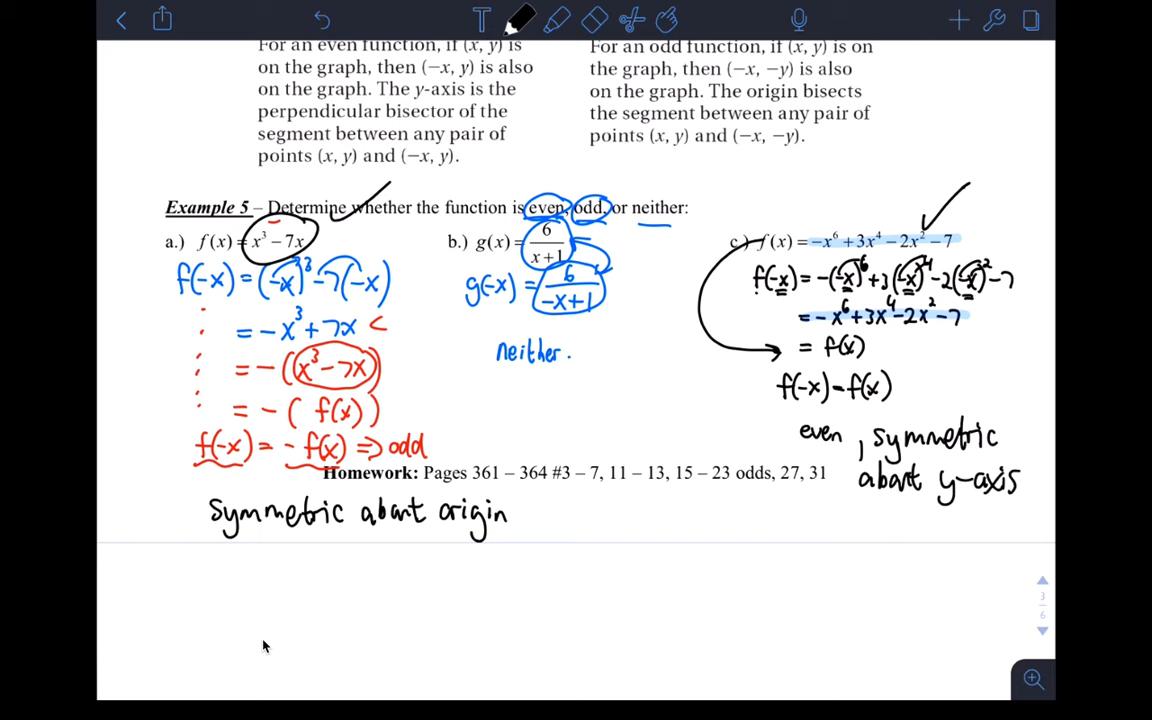 For an even function, if (x, y) is
on the graph, then (−x, y) is also
on the graph. The y-axis is the
perpendicular bisector of the
segment between any pair of
points (x, y) and (−x, y).
For an odd function, if (x, y) is on
the graph, then (−x, −y) is also
on the graph. The origin bisects
the segment between any pair of
points (x, y) and (−x, −y).
Example 5 – Determine whether the function is even, odd, or neither:
a.) f(x) = x³ − 7x
f(-x) = (-x)³ - 7(-x)
= -x³ + 7x <
= -(x³ - 7x)
= -( f(x))
f(-x) = - f(x) => odd
symmetric about origin
b.) g(x) = 6/(x+1) =
g(-x) = 6/(-x+1)
neither.
c.) f(x) = −x⁶ + 3x⁴ − 2x² − 7
f(-x) = -(-x)⁶ + 3(-x)⁴ - 2(-x)² - 7
= -x⁶ + 3x⁴ - 2x² - 7
= f(x)
f(-x) = f(x)
even, symmetric
about y-axis
Homework: Pages 361 – 364 #3 – 7, 11 – 13, 15 – 23 odds, 27, 31
3
6